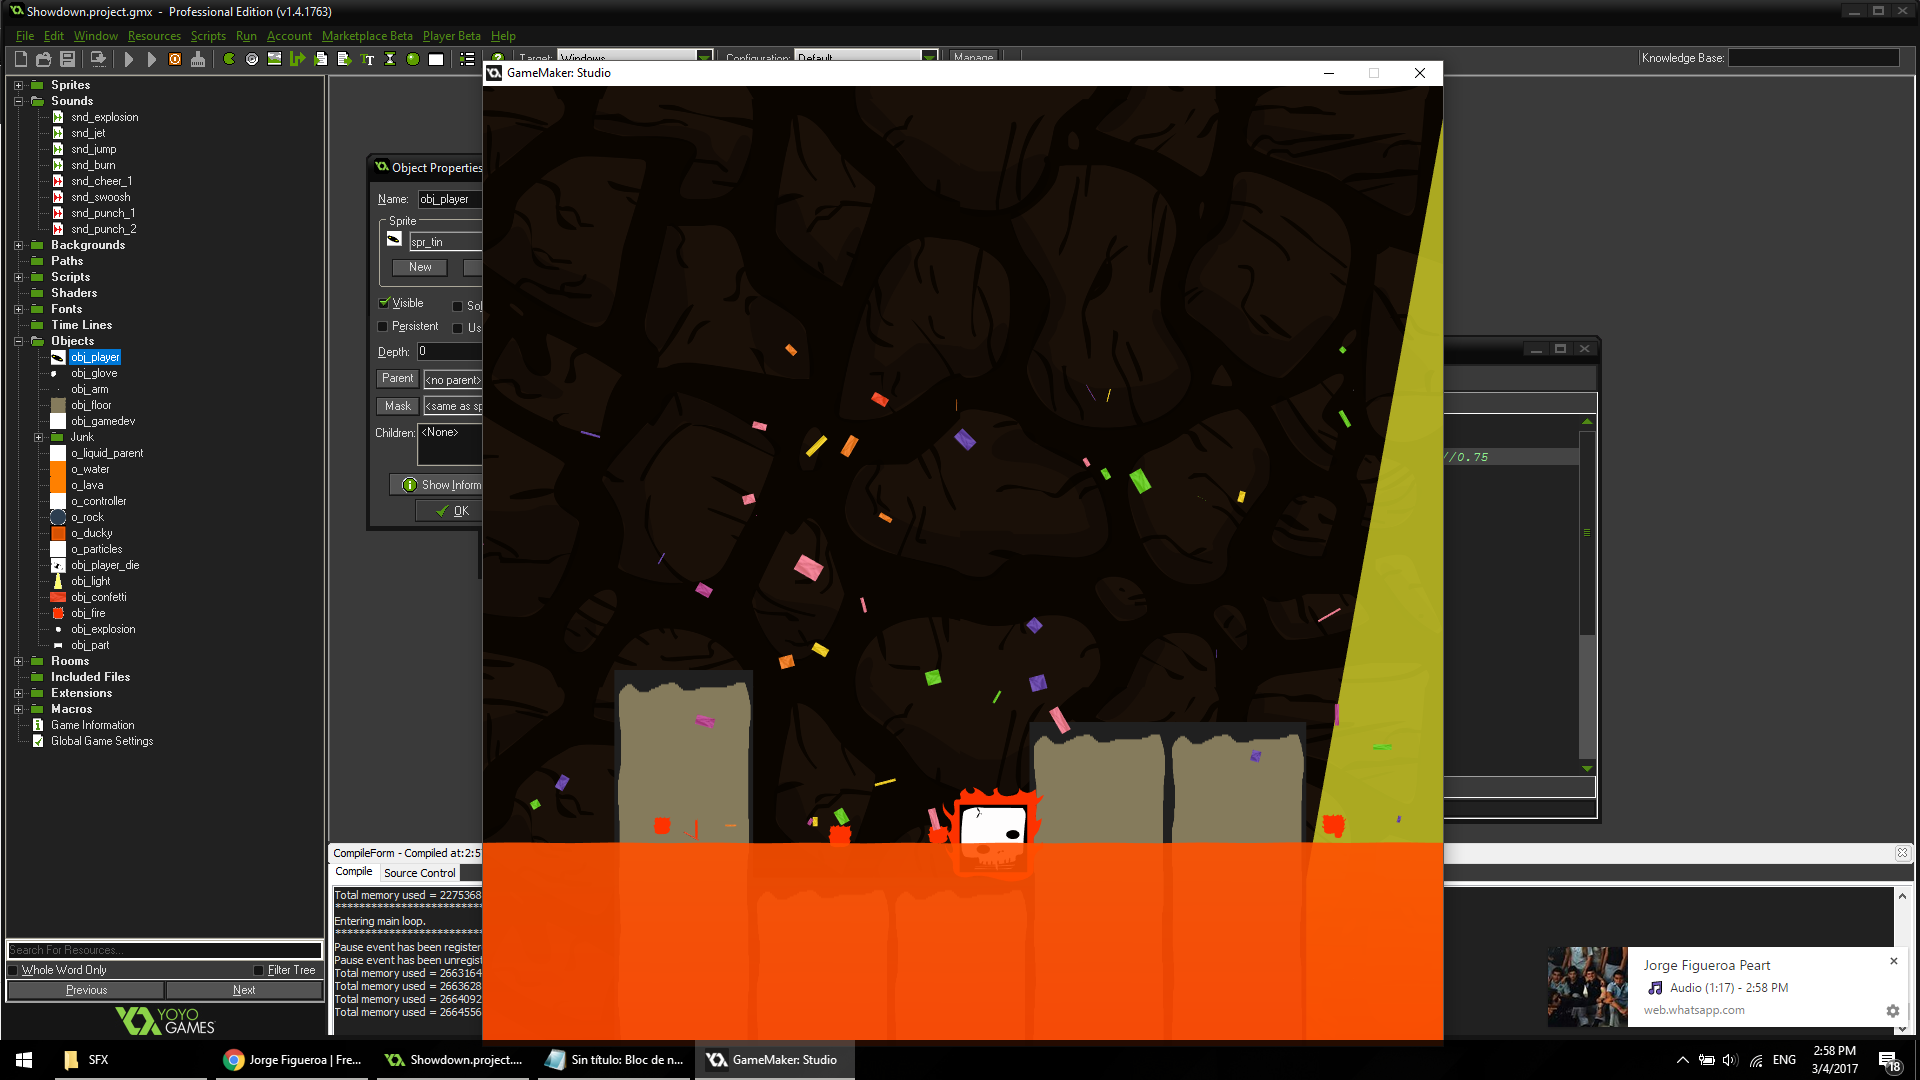 Showdown.project.gmx - Professional Edition (v1.4.1763)
File Edit Window Resources Scripts Run Account Marketplace Beta Player Beta Help
Target: Windows Configuration: Default Manage Knowledge Base:
GameMaker: Studio
Sprites
Sounds
snd_explosion
snd_jet
snd_jump
snd_burn
snd_cheer_1
snd_swoosh
snd_punch_1
snd_punch_2
Backgrounds
Paths
Scripts
Shaders
Fonts
Time Lines
Objects
obj_player
obj_glove
obj_arm
obj_floor
obj_gamedev
Junk
o_liquid_parent
o_water
o_lava
o_controller
o_rock
o_ducky
o_particles
obj_player_die
obj_light
obj_confetti
obj_fire
obj_explosion
obj_part
Rooms
Included Files
Extensions
Macros
Game Information
Global Game Settings
Search For Resources...
Whole Word Only Filter Tree
Previous Next
YOYO
GAMES
Object Properties
Name: obj_player
Sprite
spr_tin
New
Visible Sol
Persistent Us
Depth: 0
Parent <no parent>
Mask <same as sp
Children: <None>
Show Inform
OK
//0.75
CompileForm - Compiled at:2:5
Compile Source Control
Total memory used = 2275368
Entering main loop.
Pause event has been register
Pause event has been unregist
Total memory used = 2663164
Total memory used = 2663628
Total memory used = 2664092
Total memory used = 2664556
Jorge Figueroa Peart
Audio (1:17) - 2:58 PM
web.whatsapp.com
SFX
Jorge Figueroa | Fre...
Showdown.project....
Sin título: Bloc de n...
GameMaker: Studio
ENG
2:58 PM
3/4/2017
18